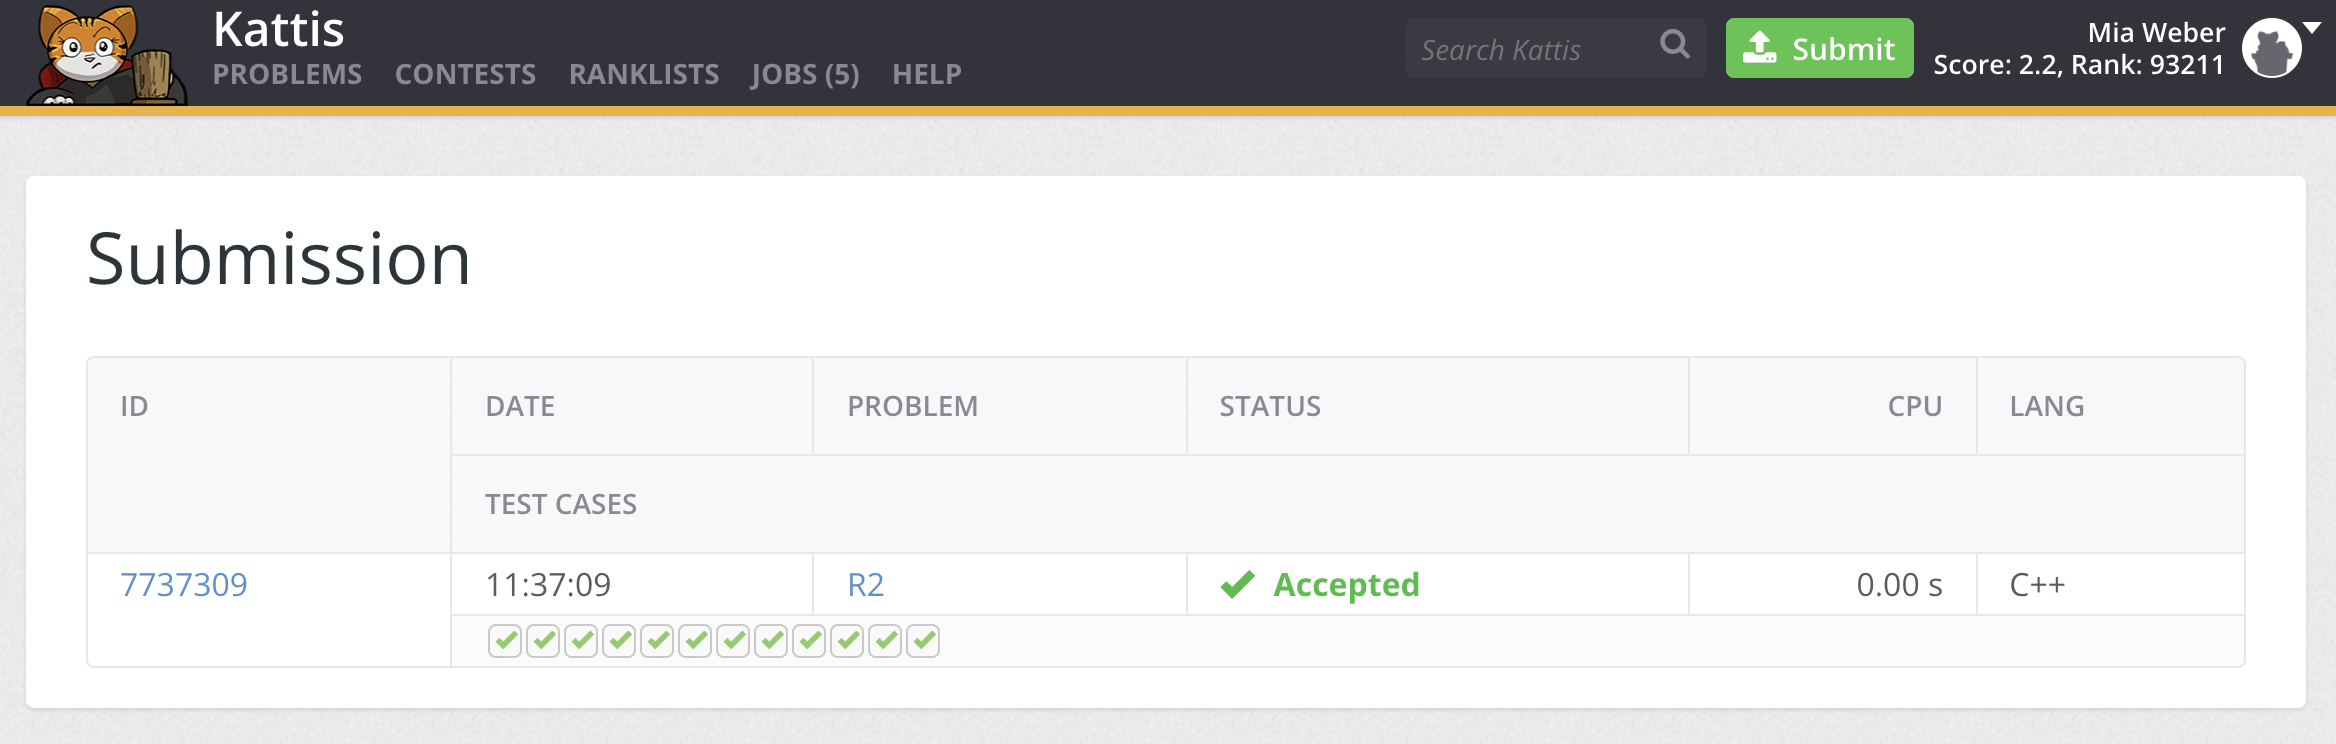 Kattis
PROBLEMS CONTESTS RANKLISTS JOBS (5) HELP
Search Kattis
Submit
Mia Weber
Score: 2.2, Rank: 93211
Submission
ID DATE PROBLEM STATUS CPU LANG
TEST CASES
7737309 11:37:09 R2 Accepted 0.00 s C++